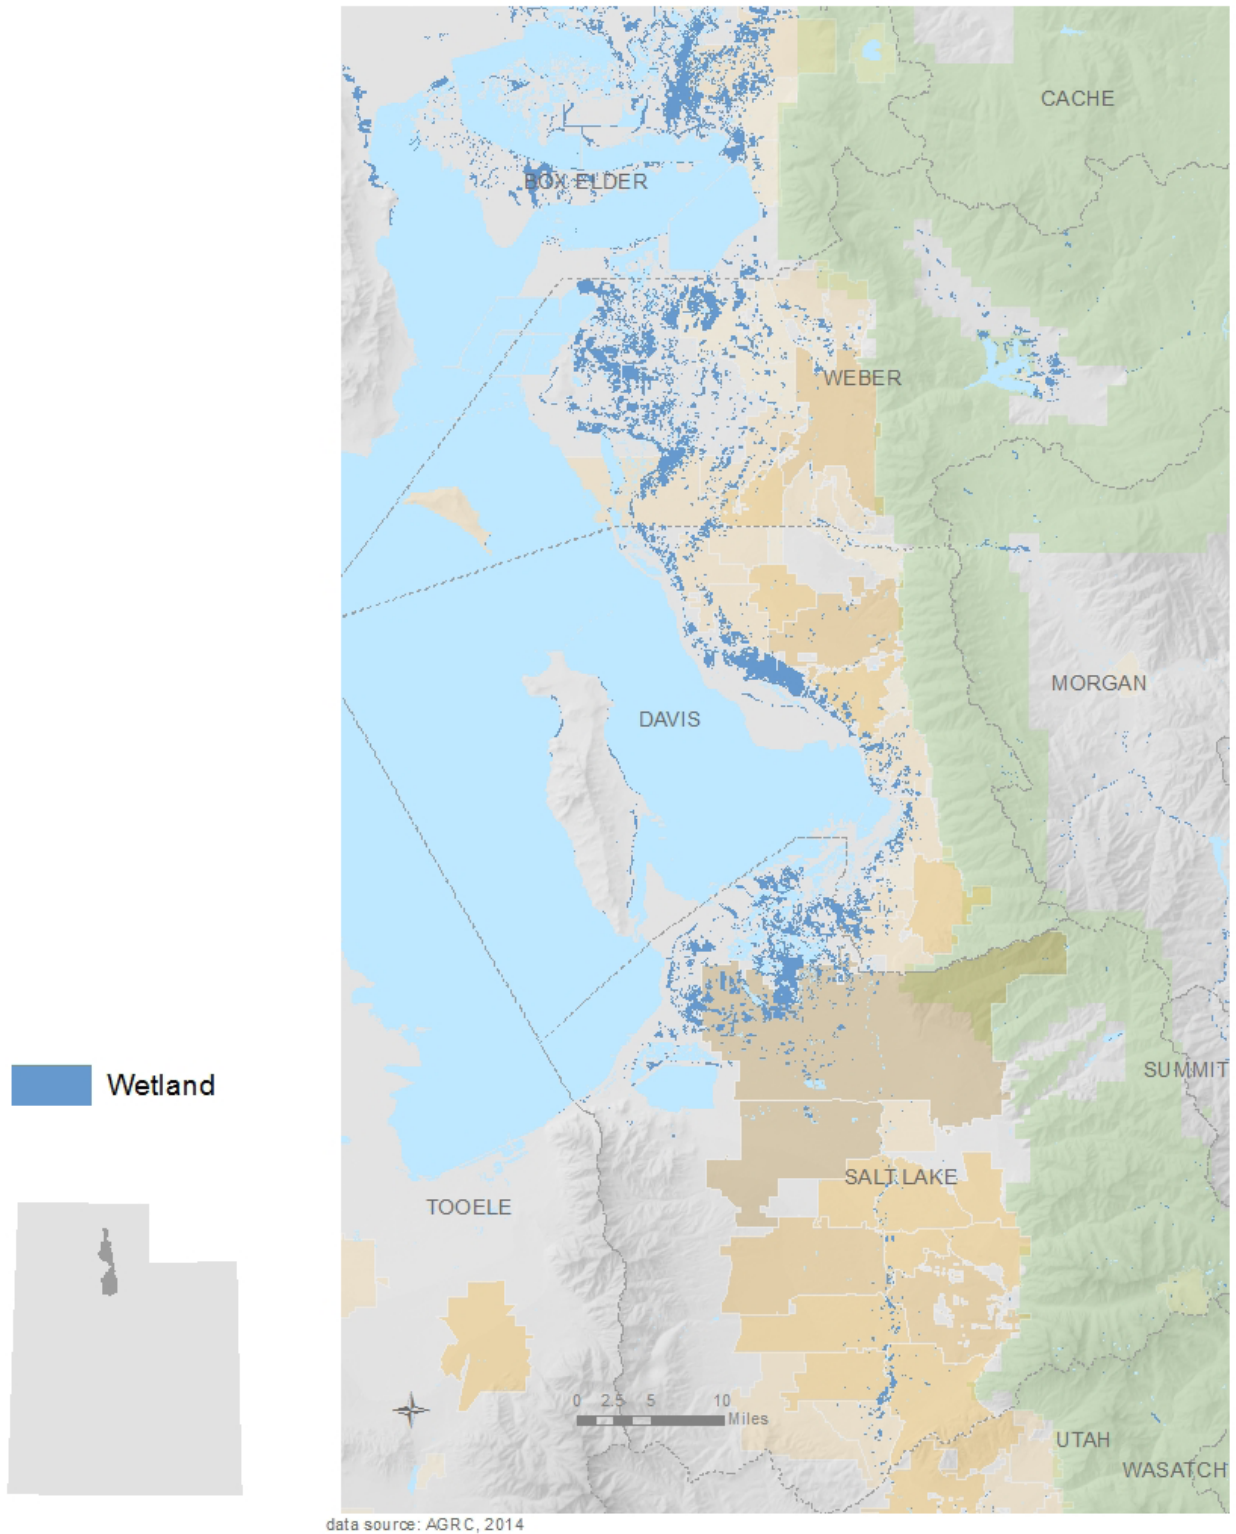 CACHE
BOX ELDER
WEBER
MORGAN
DAVIS
Wetland
SUMMIT
SALT LAKE
TOOELE
0 2.5 5 10
Miles
UTAH
WASATCH
data source: AGRC, 2014